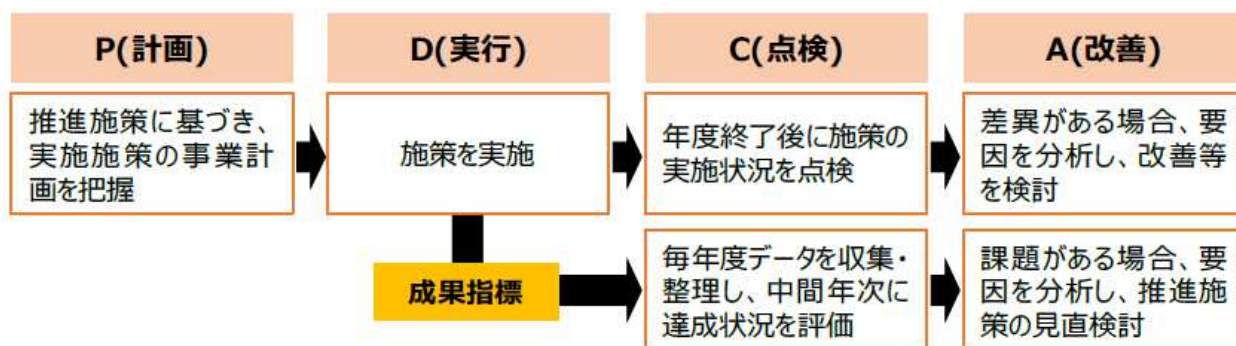 P(計画)
D(実行)
C(点検)
A(改善)
推進施策に基づき、
実施施策の事業計
画を把握
施策を実施
年度終了後に施策の
実施状況を点検
差異がある場合、要
因を分析し、改善等
を検討
成果指標
毎年度データを収集・
整理し、中間年次に
達成状況を評価
課題がある場合、要
因を分析し、推進施
策の見直検討